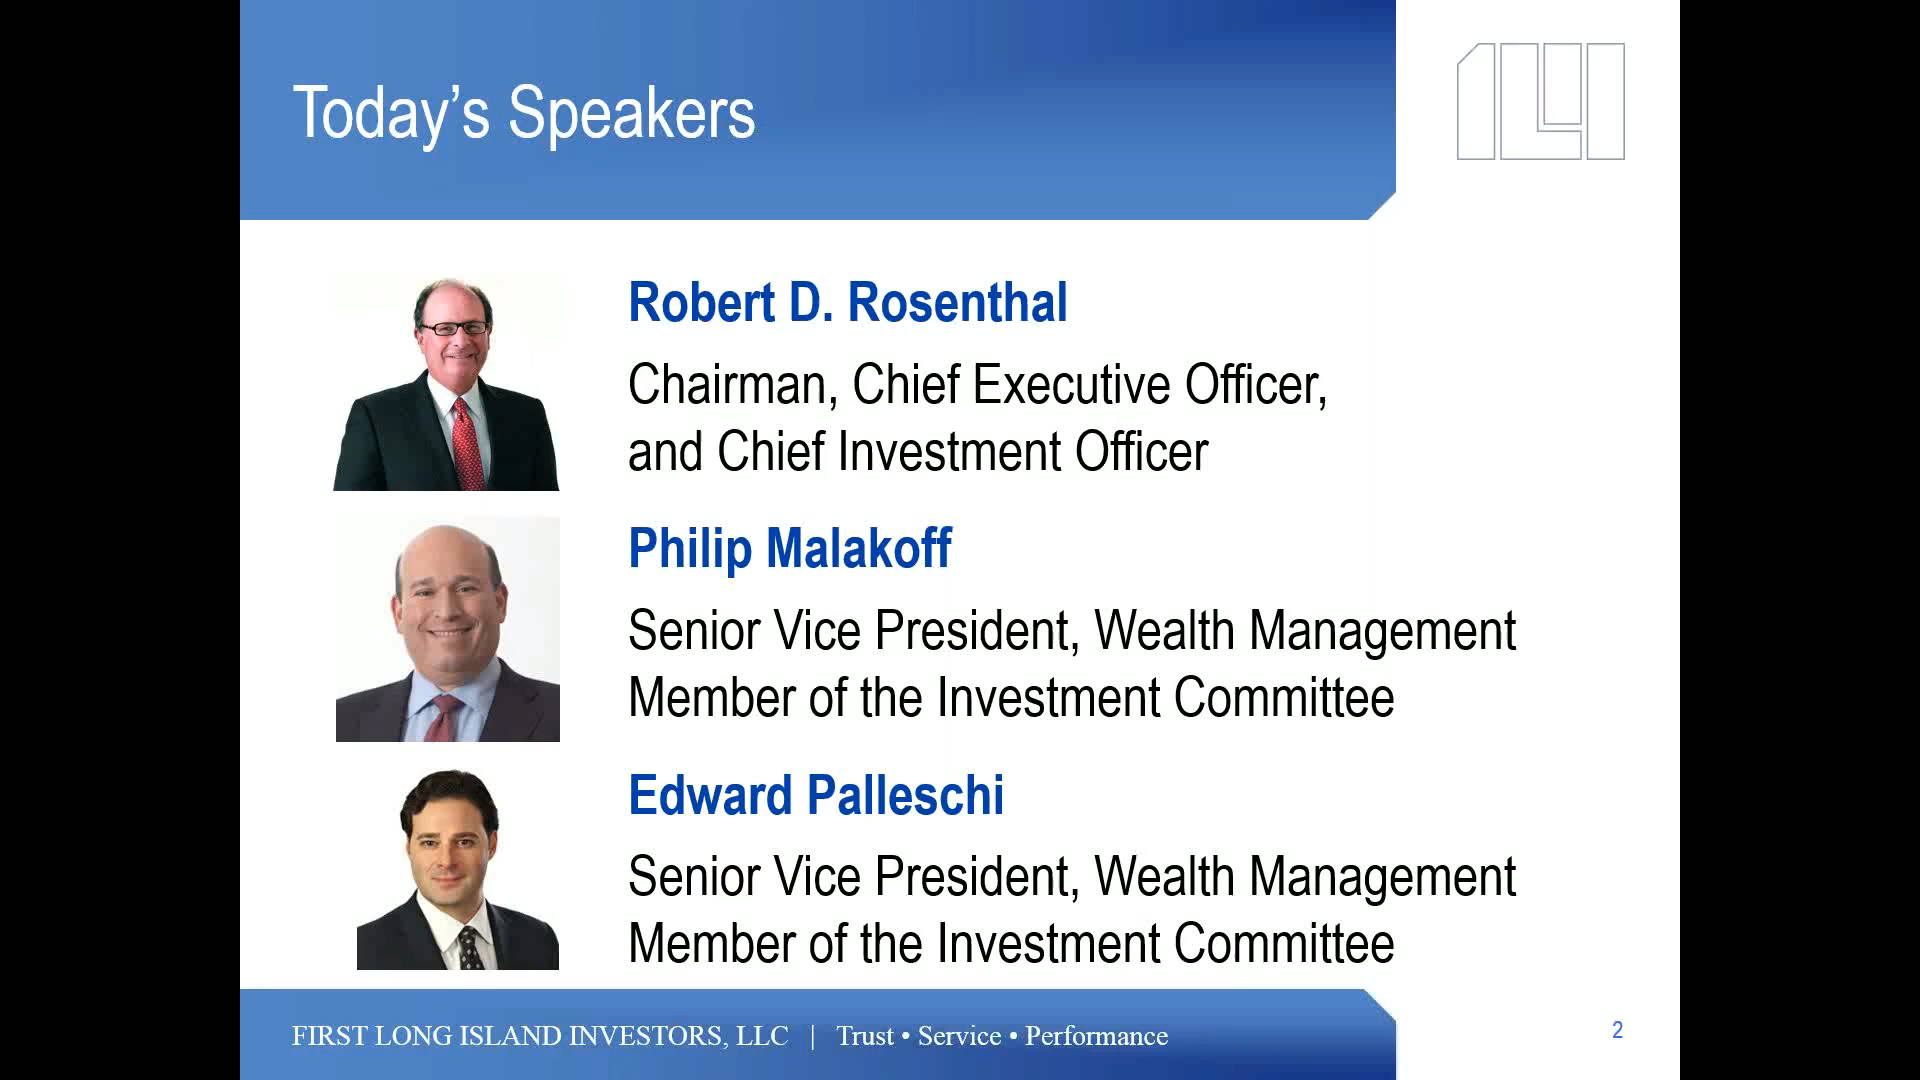 Today’s Speakers
Robert D. Rosenthal
Chairman, Chief Executive Officer,
and Chief Investment Officer
Philip Malakoff
Senior Vice President, Wealth Management
Member of the Investment Committee
Edward Palleschi
Senior Vice President, Wealth Management
Member of the Investment Committee
FIRST LONG ISLAND INVESTORS, LLC | Trust • Service • Performance
2